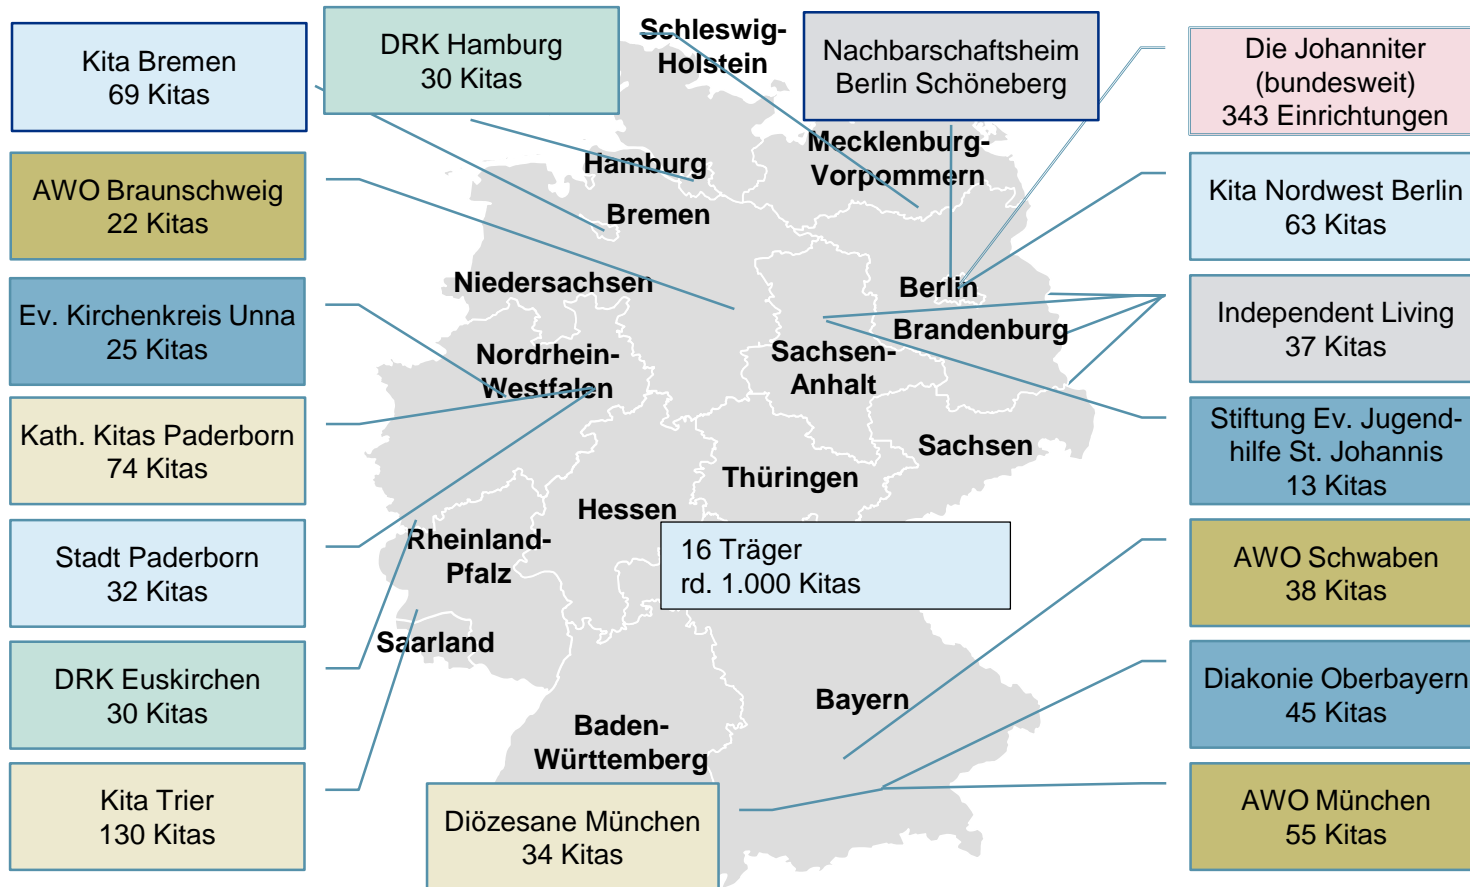 Kita Bremen
69 Kitas
AWO Braunschweig
22 Kitas
Ev. Kirchenkreis Unna
25 Kitas
Kath. Kitas Paderborn
74 Kitas
Stadt Paderborn
32 Kitas
DRK Euskirchen
30 Kitas
Kita Trier
130 Kitas
DRK Hamburg
30 Kitas
Schleswig-
Holstein
Nachbarschaftsheim
Berlin Schöneberg
Mecklenburg-
Vorpommern
Hamburg
Bremen
Niedersachsen
Berlin
Brandenburg
Nordrhein-
Westfalen
Sachsen-
Anhalt
Sachsen
Thüringen
Hessen
Rheinland-
Pfalz
16 Träger
rd. 1.000 Kitas
Saarland
Bayern
Baden-
Württemberg
Diözesane München
34 Kitas
Die Johanniter
(bundesweit)
343 Einrichtungen
Kita Nordwest Berlin
63 Kitas
Independent Living
37 Kitas
Stiftung Ev. Jugend-
hilfe St. Johannis
13 Kitas
AWO Schwaben
38 Kitas
Diakonie Oberbayern
45 Kitas
AWO München
55 Kitas